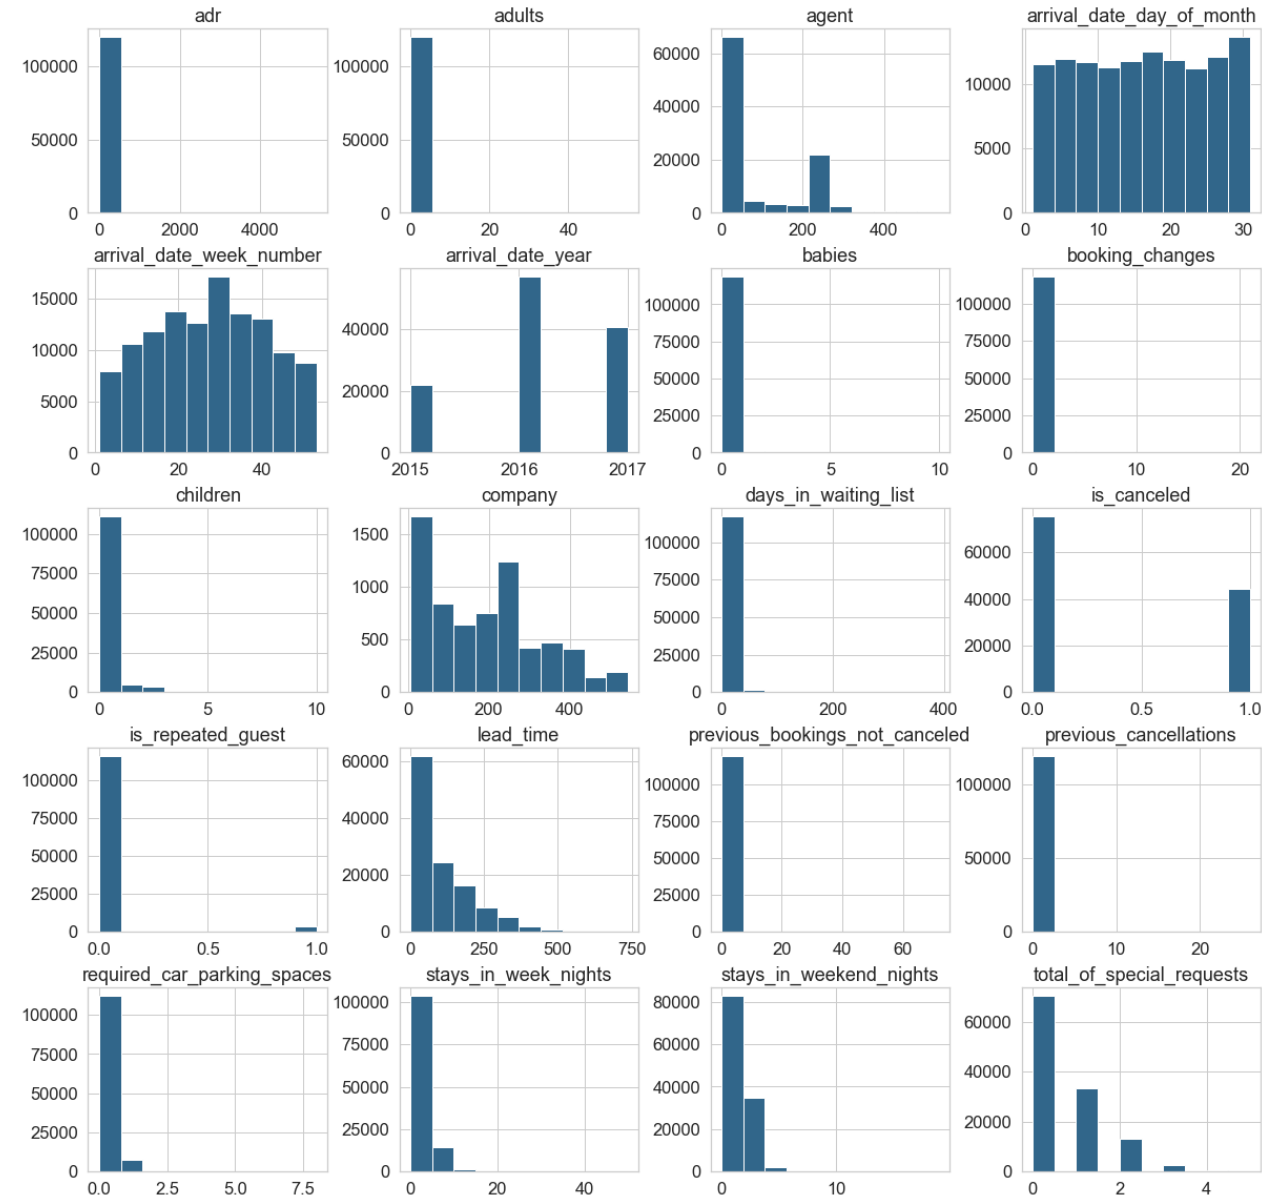 adr
100000
50000
0
0 2000 4000
adults
100000
50000
0
0 20 40
agent
60000
40000
20000
0
0 200 400
arrival_date_day_of_month
10000
5000
0
0 10 20 30
arrival_date_week_number
15000
10000
5000
0
0 20 40
arrival_date_year
40000
20000
0
2015 2016 2017
babies
100000
75000
50000
25000
0
0 5 10
booking_changes
100000
75000
50000
25000
0
0 10 20
children
100000
75000
50000
25000
0
0 5 10
company
1500
1000
500
0
0 200 400
days_in_waiting_list
100000
75000
50000
25000
0
0 200 400
is_canceled
60000
40000
20000
0
0.0 0.5 1.0
is_repeated_guest
100000
75000
50000
25000
0
0.0 0.5 1.0
lead_time
60000
40000
20000
0
0 250 500 750
previous_bookings_not_canceled
100000
75000
50000
25000
0
0 20 40 60
previous_cancellations
100000
50000
0
0 10 20
required_car_parking_spaces
100000
75000
50000
25000
0
0.0 2.5 5.0 7.5
stays_in_week_nights
100000
75000
50000
25000
0
0 20 40
stays_in_weekend_nights
80000
60000
40000
20000
0
0 10
total_of_special_requests
60000
40000
20000
0
0 2 4